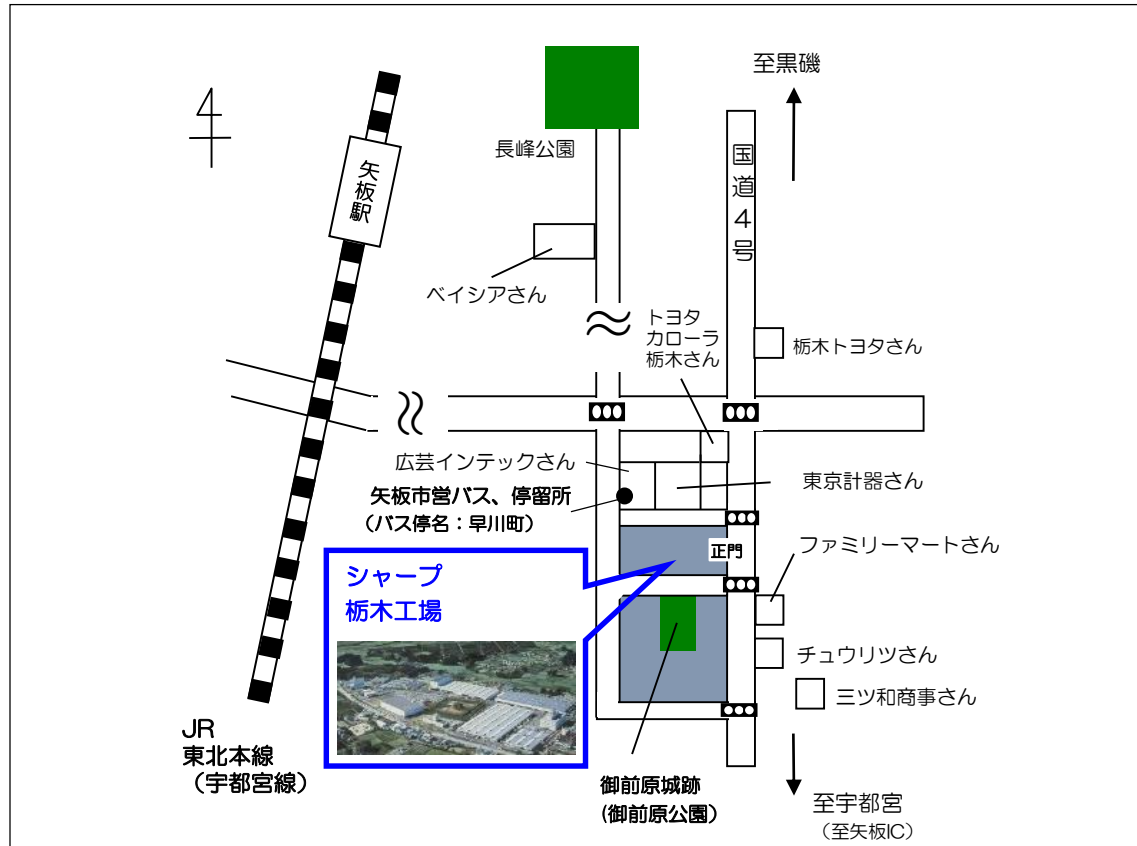 至黒磯
長峰公園
国道4号
矢板駅
ベイシアさん
トヨタ
カローラ
栃木さん
栃木トヨタさん
広芸インテックさん
矢板市営バス、停留所
（バス停名：早川町）
東京計器さん
正門
ファミリーマートさん
シャープ
栃木工場
チュウリツさん
三ツ和商事さん
JR
東北本線
（宇都宮線）
御前原城跡
(御前原公園）
至宇都宮
（至矢板IC）